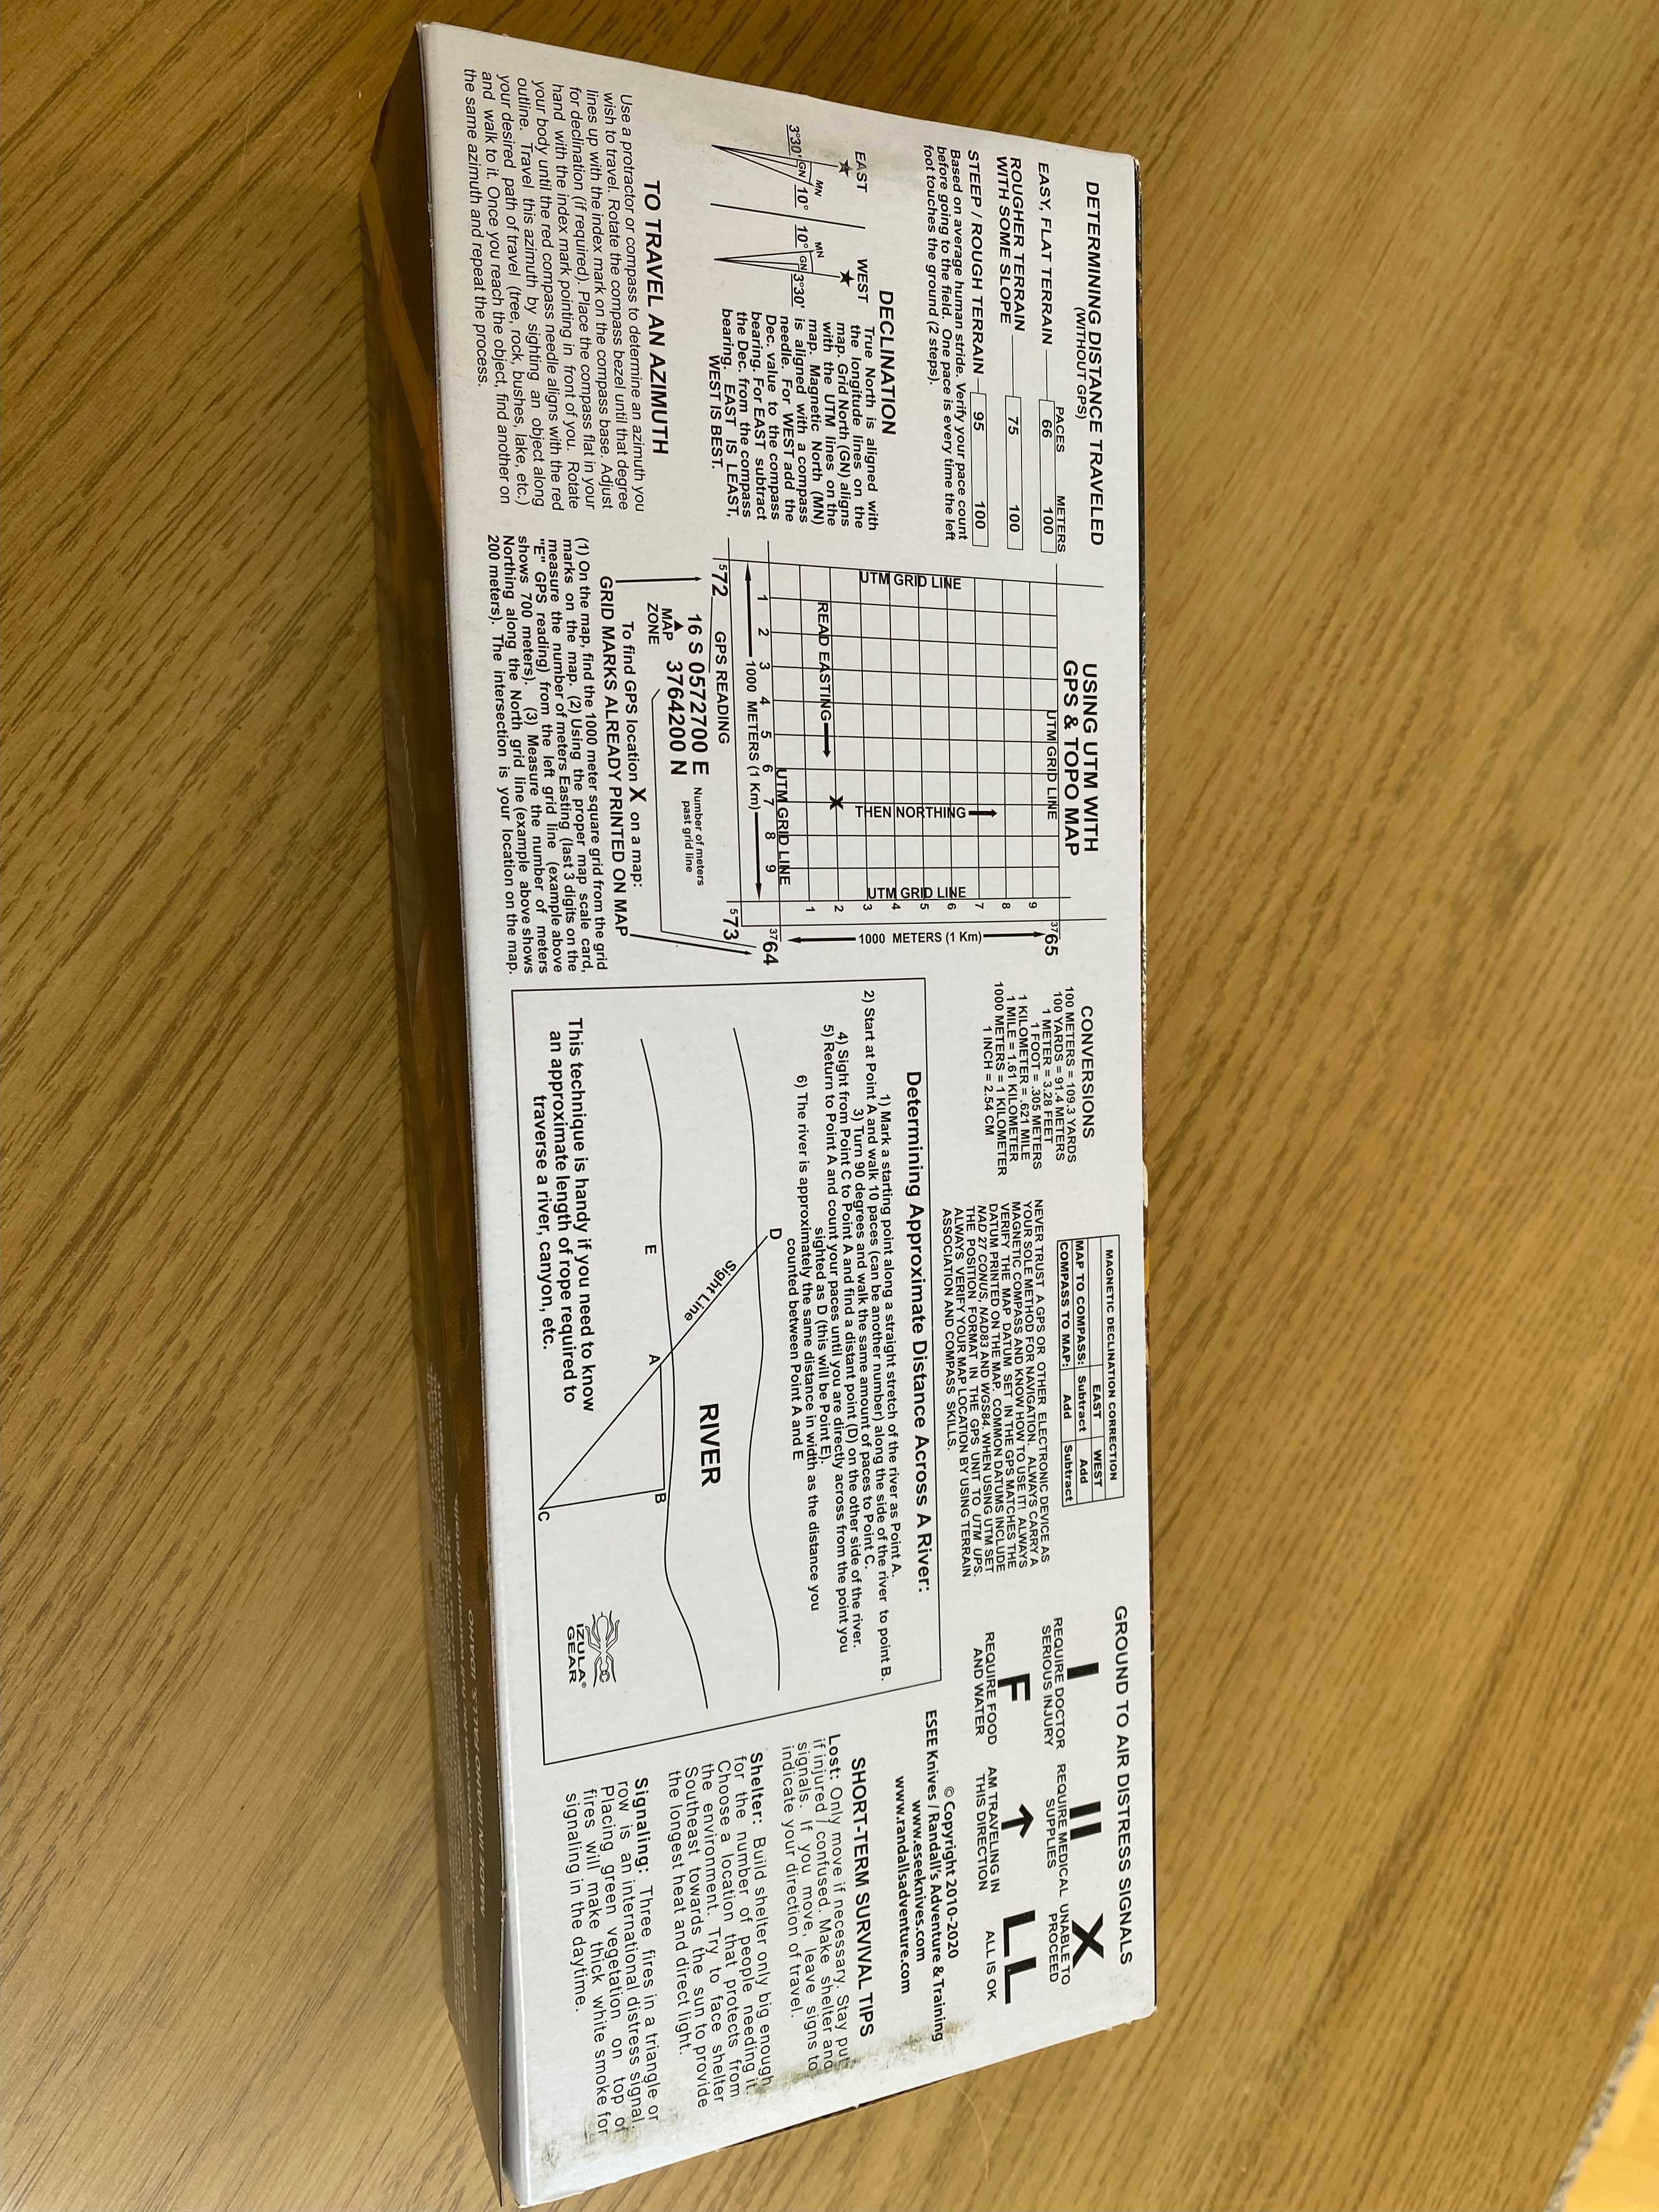 DETERMINING DISTANCE TRAVELED
(WITHOUT GPS)
PACES METERS
EASY, FLAT TERRAIN 66 100
ROUGHER TERRAIN
WITH SOME SLOPE 75 100
STEEP / ROUGH TERRAIN 95 100
Based on average human stride. Verify your pace count
before going to the field. One pace is every time the left
foot touches the ground (2 steps).
DECLINATION
EAST WEST
MN MN
3°30' GN 10° 10° GN 3°30'
True North is aligned with
the longitude lines on the
map. Grid North (GN) aligns
with the UTM lines on the
map. Magnetic North (MN)
is aligned with a compass
needle. For WEST add the
Dec. value to the compass
bearing. For EAST subtract
the Dec. from the compass
bearing. EAST IS LEAST,
WEST IS BEST.
TO TRAVEL AN AZIMUTH
Use a protractor or compass to determine an azimuth you
wish to travel. Rotate the compass bezel until that degree
lines up with the index mark on the compass base. Adjust
for declination (if required). Place the compass flat in your
hand with the index mark pointing in front of you. Rotate
your body until the red compass needle aligns with the red
outline. Travel this azimuth by sighting an object along
your desired path of travel (tree, rock, bushes, lake, etc.)
and walk to it. Once you reach the object, find another on
the same azimuth and repeat the process.
USING UTM WITH
GPS & TOPO MAP
UTM GRID LINE
3765
UTM GRID LINE
UTM GRID LINE
9
8
7
6
5
4
3
2
1
1000 METERS (1 Km)
THEN NORTHING
READ EASTING
X
UTM GRID LINE
3764
1 2 3 4 5 6 7 8 9
1000 METERS (1 Km)
572 573
GPS READING
16 S 0572700 E
3764200 N
Number of meters
past grid line
MAP
ZONE
To find GPS location X on a map:
GRID MARKS ALREADY PRINTED ON MAP
(1) On the map, find the 1000 meter square grid from the grid
marks on the map. (2) Using the proper map scale card,
measure the number of meters Easting (last 3 digits on the
"E" GPS reading) from the left grid line (example above
shows 700 meters). (3) Measure the number of meters
Northing along the North grid line (example above shows
200 meters). The intersection is your location on the map.
CONVERSIONS
100 METERS = 109.3 YARDS
100 YARDS = 91.4 METERS
1 METER = 3.28 FEET
1 FOOT = .305 METERS
1 KILOMETER = .621 MILE
1 MILE = 1.61 KILOMETER
1000 METERS = 1 KILOMETER
1 INCH = 2.54 CM
MAGNETIC DECLINATION CORRECTION
EAST WEST
MAP TO COMPASS: Subtract Add
COMPASS TO MAP: Add Subtract
NEVER TRUST A GPS OR OTHER ELECTRONIC DEVICE AS
YOUR SOLE METHOD FOR NAVIGATION. ALWAYS CARRY A
MAGNETIC COMPASS AND KNOW HOW TO USE IT! ALWAYS
VERIFY THE MAP DATUM SET IN THE GPS MATCHES THE
DATUM PRINTED ON THE MAP. COMMON DATUMS INCLUDE
NAD 27 CONUS, NAD83 AND WGS84. WHEN USING UTM SET
THE POSITION FORMAT IN THE GPS UNIT TO UTM UPS.
ALWAYS VERIFY YOUR MAP LOCATION BY USING TERRAIN
ASSOCIATION AND COMPASS SKILLS.
Determining Approximate Distance Across A River:
1) Mark a starting point along a straight stretch of the river as Point A.
2) Start at Point A and walk 10 paces (can be another number) along the side of the river to point B.
3) Turn 90 degrees and walk the same amount of paces to Point C.
4) Sight from Point C to Point A and find a distant point (D) on the other side of the river.
5) Return to Point A and count your paces until you are directly across from the point you
sighted as D (this will be Point E).
6) The river is approximately the same distance in width as the distance you
counted between Point A and E
D
Sight Line
RIVER
E A B
C
This technique is handy if you need to know
an approximate length of rope required to
traverse a river, canyon, etc.
IZULA®
GEAR
GROUND TO AIR DISTRESS SIGNALS
I II X
REQUIRE DOCTOR
SERIOUS INJURY
REQUIRE MEDICAL
SUPPLIES
UNABLE TO
PROCEED
F ↑ LL
REQUIRE FOOD
AND WATER
AM TRAVELING IN
THIS DIRECTION
ALL IS OK
© Copyright 2010-2020
ESEE Knives / Randall's Adventure & Training
www.eseeknives.com
www.randallsadventure.com
SHORT-TERM SURVIVAL TIPS
Lost: Only move if necessary. Stay put
if injured / confused. Make shelter and
signals. If you move, leave signs to
indicate your direction of travel.
Shelter: Build shelter only big enough
for the number of people needing it.
Choose a location that protects from
the environment. Try to face shelter
Southeast towards the sun to provide
the longest heat and direct light.
Signaling: Three fires in a triangle or
row is an international distress signal.
Placing green vegetation on top of
fires will make thick white smoke for
signaling in the daytime.